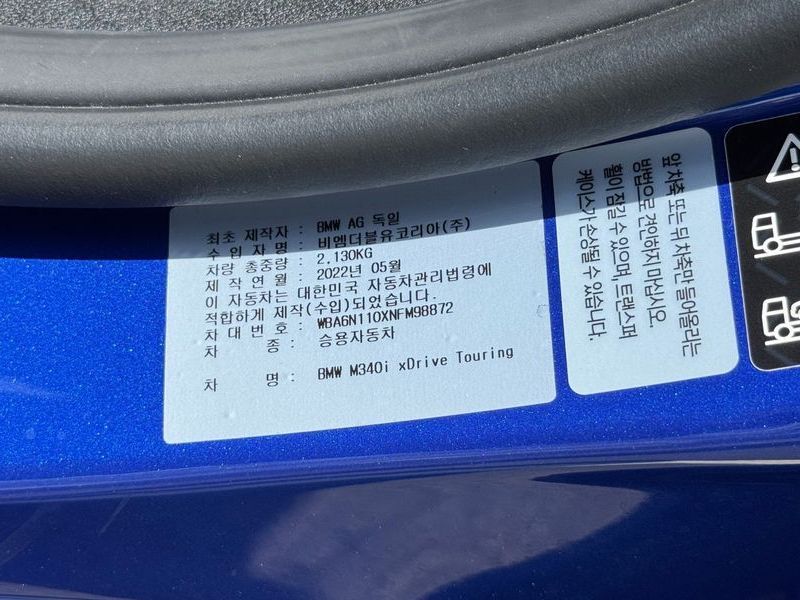 최초 제작자 : BMW AG 독일
수 입 자 명 : 비엠더블유코리아(주)
차량 총중량 : 2,130KG
제 작 연 월 : 2022년 05월
이 자동차는 대한민국 자동차관리법령에
적합하게 제작(수입)되었습니다.
차 대 번 호 : WBA6N110XNFM98872
차 종 : 승용자동차
차 명 : BMW M340i xDrive Touring
앞 차축 또는 뒤 차축만 들어올리는
방법으로 견인하지 마십시오.
휠이 잠길 수 있으며, 트랜스퍼
케이스가 손상될 수 있습니다.